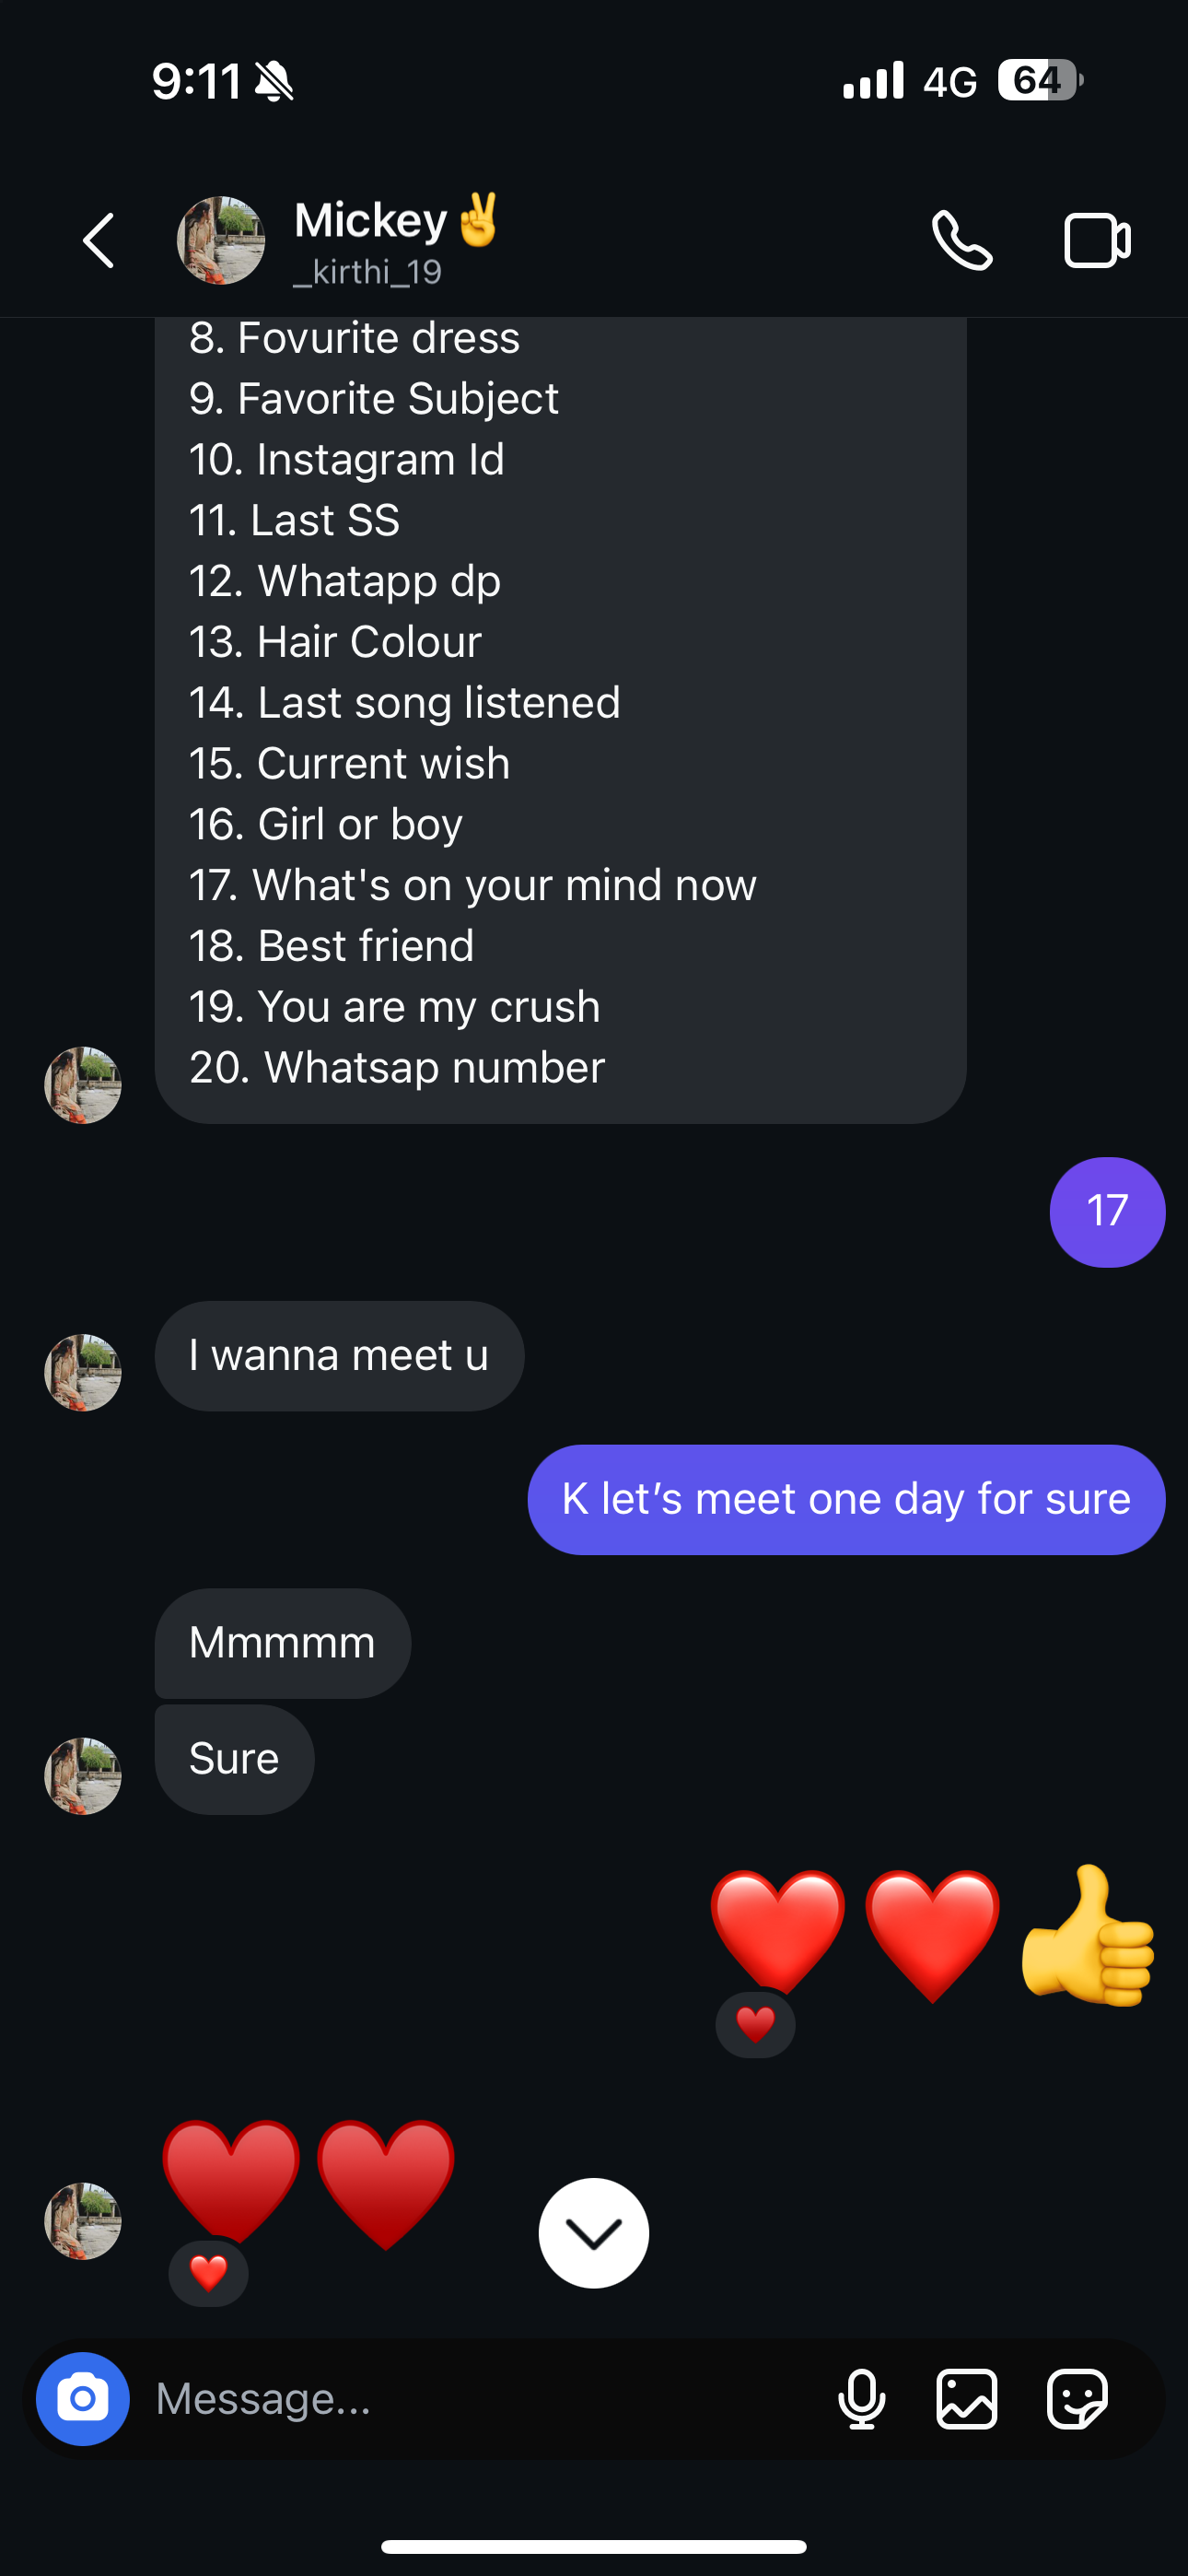 9:11
4G 64
Mickey✌️
_kirthi_19
8. Fovurite dress
9. Favorite Subject
10. Instagram Id
11. Last SS
12. Whatapp dp
13. Hair Colour
14. Last song listened
15. Current wish
16. Girl or boy
17. What's on your mind now
18. Best friend
19. You are my crush
20. Whatsap number
17
I wanna meet u
K let’s meet one day for sure
Mmmmm
Sure
❤️❤️👍
❤️
♥️♥️
❤️
Message...